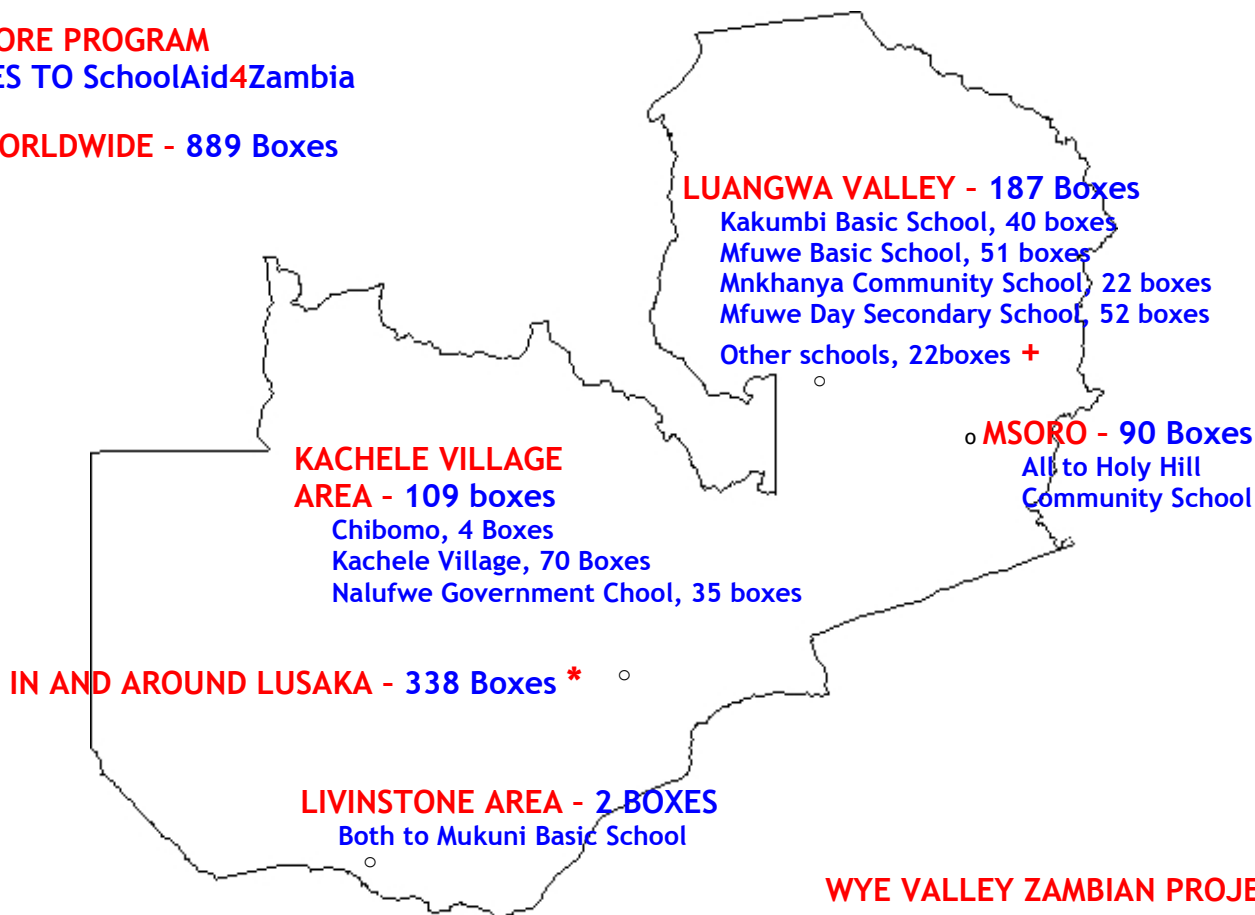 ORE PROGRAM
ES TO SchoolAid4Zambia
ORLDWIDE - 889 Boxes
LUANGWA VALLEY - 187 Boxes
Kakumbi Basic School, 40 boxes
Mfuwe Basic School, 51 boxes
Mnkhanya Community School, 22 boxes
Mfuwe Day Secondary School, 52 boxes
Other schools, 22boxes +
MSORO - 90 Boxes
All to Holy Hill
Community School
KACHELE VILLAGE
AREA - 109 boxes
Chibomo, 4 Boxes
Kachele Village, 70 Boxes
Nalufwe Government Chool, 35 boxes
IN AND AROUND LUSAKA - 338 Boxes *
LIVINSTONE AREA - 2 BOXES
Both to Mukuni Basic School
WYE VALLEY ZAMBIAN PROJE